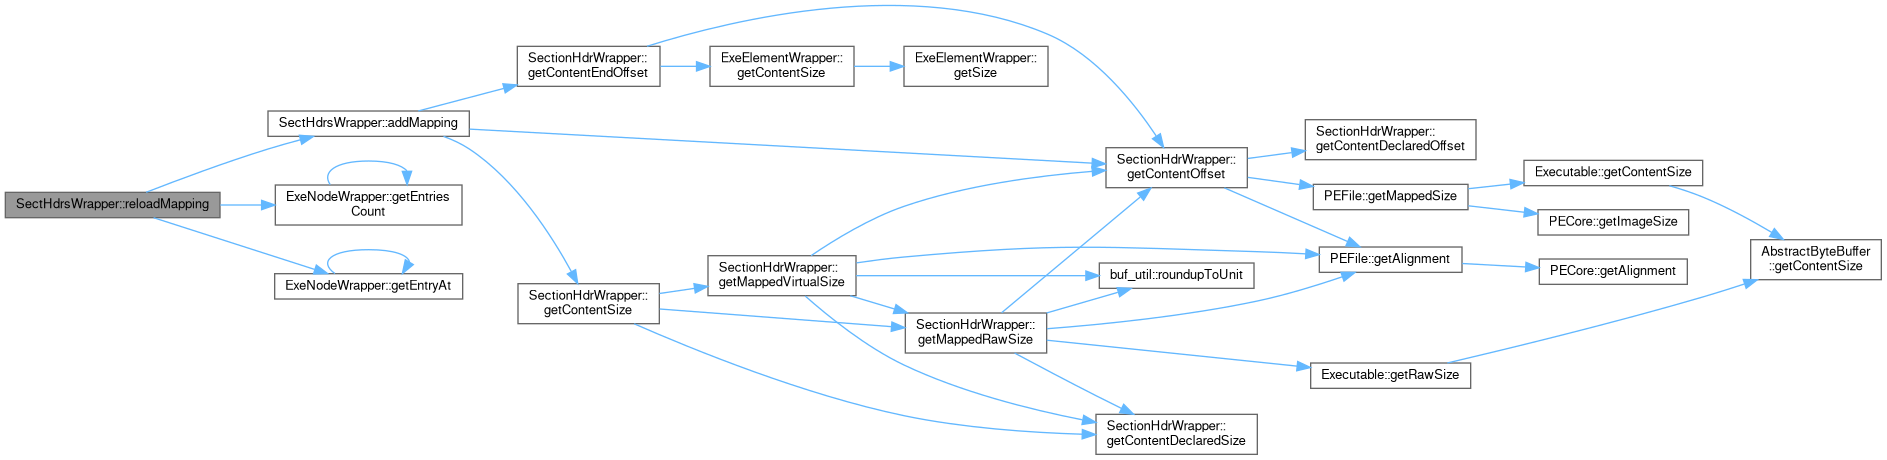 SectHdrsWrapper::reloadMapping
SectHdrsWrapper::addMapping
ExeNodeWrapper::getEntries
Count
ExeNodeWrapper::getEntryAt
SectionHdrWrapper::
getContentEndOffset
ExeElementWrapper::
getContentSize
ExeElementWrapper::
getSize
SectionHdrWrapper::
getContentSize
SectionHdrWrapper::
getMappedVirtualSize
SectionHdrWrapper::
getMappedRawSize
SectionHdrWrapper::
getContentOffset
buf_util::roundupToUnit
SectionHdrWrapper::
getContentDeclaredSize
SectionHdrWrapper::
getContentDeclaredOffset
PEFile::getMappedSize
PEFile::getAlignment
Executable::getRawSize
Executable::getContentSize
PECore::getImageSize
PECore::getAlignment
AbstractByteBuffer
::getContentSize